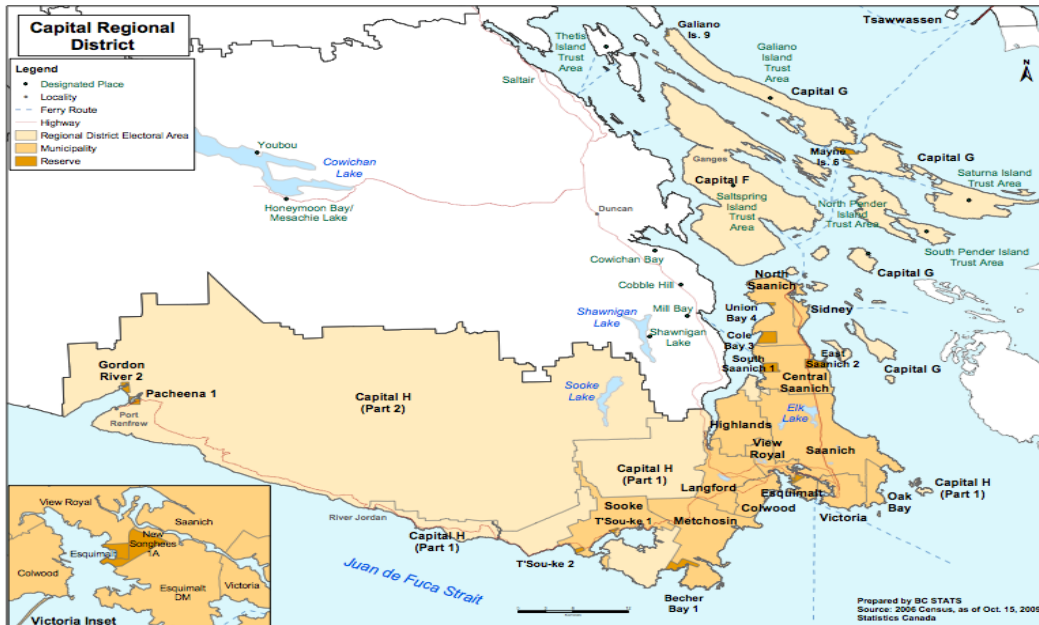 Capital Regional
District
Legend
Designated Place
Locality
Ferry Route
Highway
Regional District Electoral Area
Municipality
Reserve
Tsawwassen
Galiano
Is. 9
Thetis
Island
Trust
Area
Galiano
Island
Trust
Area
N
Saltair
Capital G
Youbou
Cowichan
Lake
Mayne
Is. 6
Ganges
Capital G
Capital F
Saturna Island
Trust Area
Honeymoon Bay/
Mesachie Lake
Saltspring
Island
Trust
Area
North Pender
Island
Trust Area
Duncan
South Pender Island
Trust Area
Cowichan Bay
Capital G
North
Saanich
Cobble Hill
Union
Bay 4
Sidney
Mill Bay
Shawnigan
Lake
Shawnigan
Lake
Cole
Bay 3
East
Saanich 2
South
Saanich 1
Capital G
Central
Saanich
Gordon
River 2
Pacheena 1
Port
Renfrew
Capital H
(Part 2)
Sooke
Lake
Elk
Lake
Highlands
View
Royal
Saanich
Capital H
(Part 1)
Langford
Esquimalt
Capital H
(Part 1)
Oak
Bay
Colwood
Victoria
Sooke
T'Sou-ke 1
Metchosin
River Jordan
Capital H
(Part 1)
T'Sou-ke 2
Juan de Fuca Strait
Becher
Bay 1
View Royal
Saanich
New
Songhees
1A
Esquimalt
Colwood
Esquimalt
DM
Victoria
Victoria Inset
Prepared by BC STATS
Source: 2006 Census, as of Oct. 15, 2009
Statistics Canada